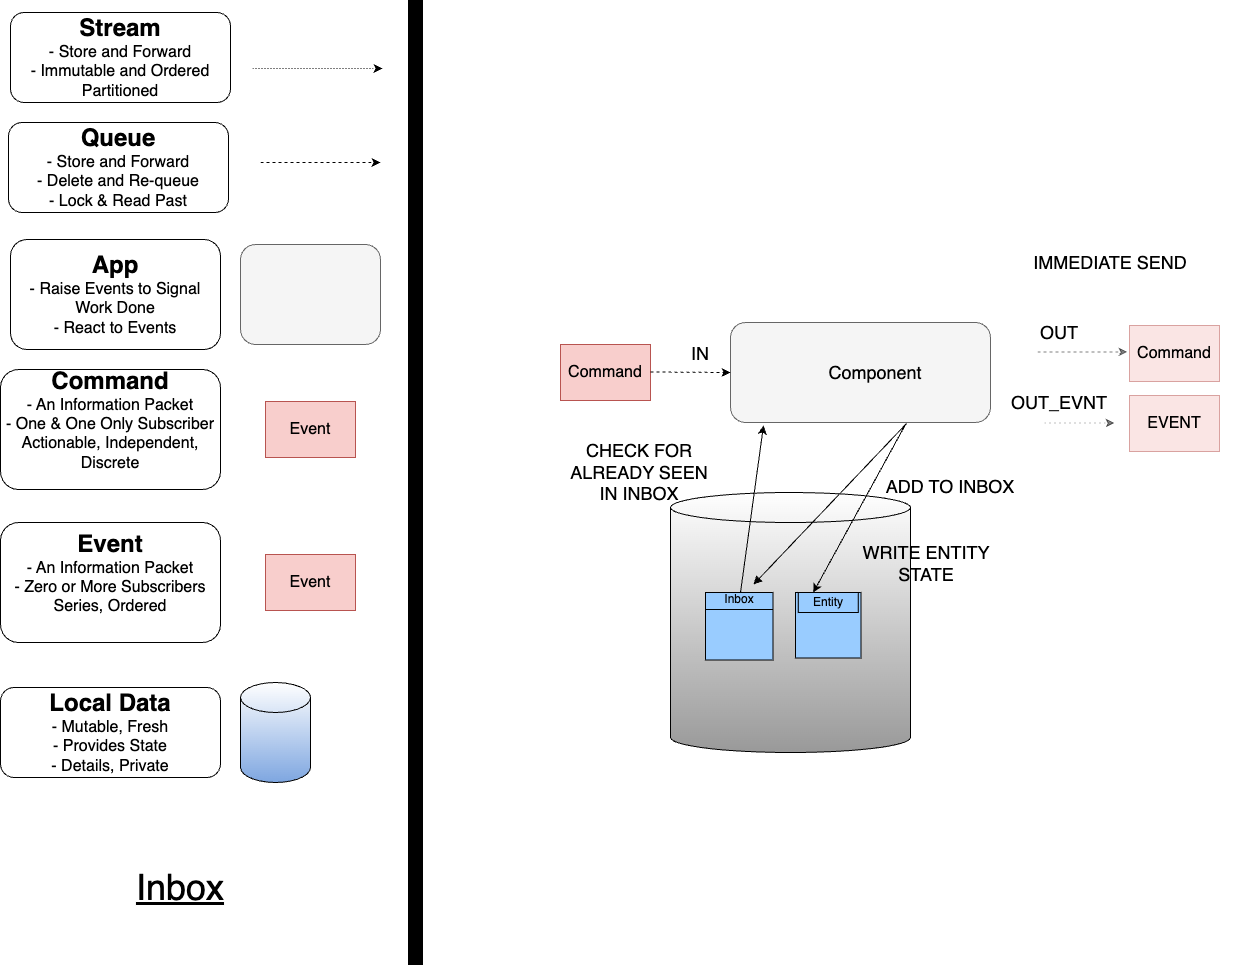 Stream
- Store and Forward
- Immutable and Ordered
Partitioned
Queue
- Store and Forward
- Delete and Re-queue
- Lock & Read Past
App
- Raise Events to Signal
Work Done
- React to Events
Command
- An Information Packet
- One & One Only Subscriber
Actionable, Independent,
Discrete
Event
Event
- An Information Packet
- Zero or More Subscribers
Series, Ordered
Event
Local Data
- Mutable, Fresh
- Provides State
- Details, Private
Inbox
IMMEDIATE SEND
Command
IN
Component
OUT
Command
OUT_EVNT
EVENT
CHECK FOR
ALREADY SEEN
IN INBOX
ADD TO INBOX
WRITE ENTITY
STATE
Inbox
Entity